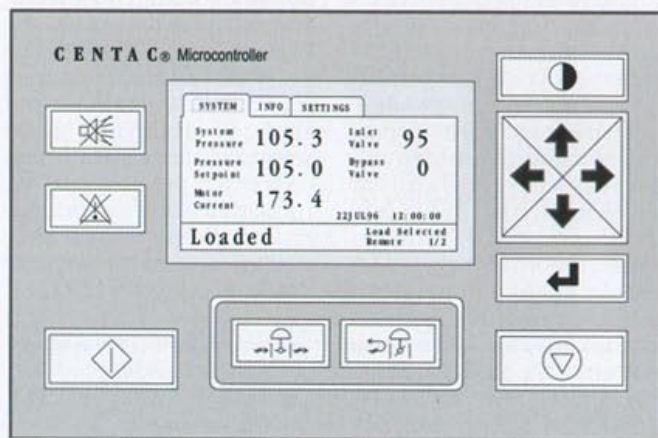 CENTAC® Microcontroller
SYSTEM INFO SETTINGS
System Pressure 105.3 Inlet Valve 95
Pressure Setpoint 105.0 Bypass Valve 0
Motor Current 173.4
22JUL96 12:00:00
Loaded Load Selected
Remote 1/2